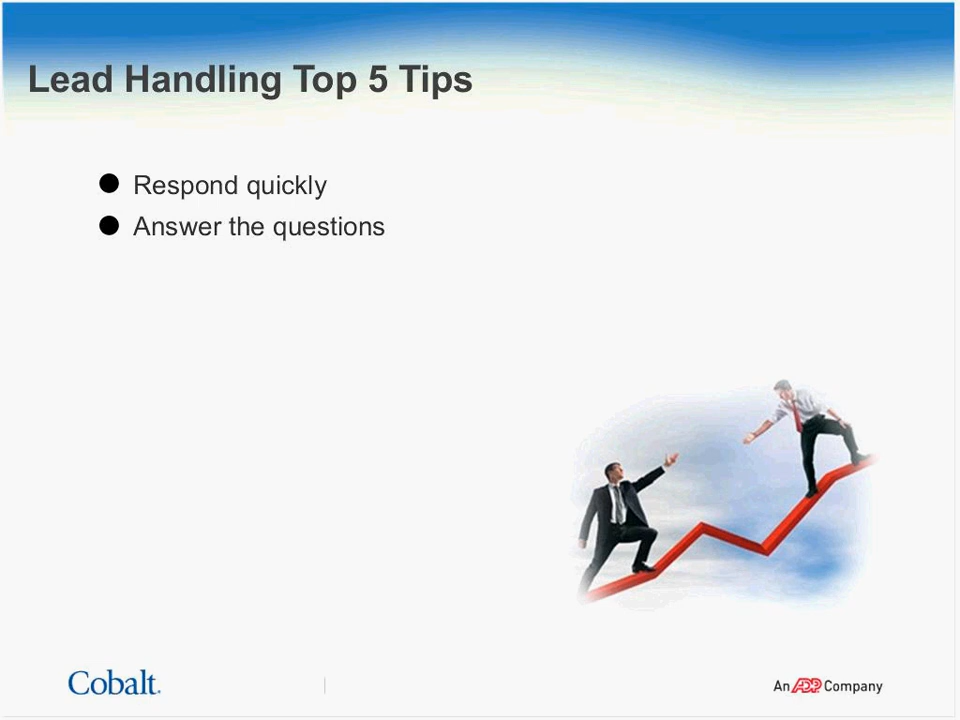 Lead Handling Top 5 Tips
Respond quickly
Answer the questions
Cobalt.
An ADP Company